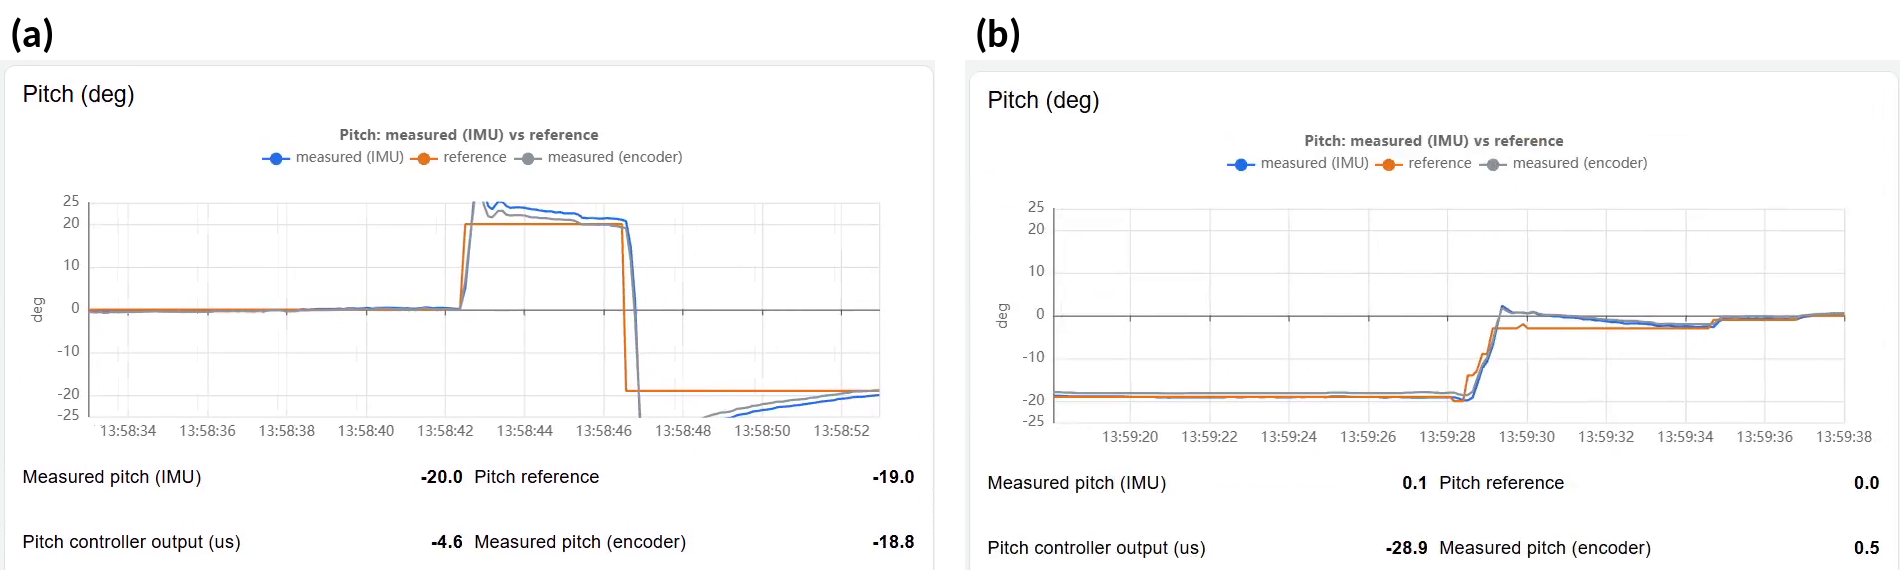 (a)
Pitch (deg)
Pitch: measured (IMU) vs reference
measured (IMU) reference measured (encoder)
25
20
10
0
-10
-20
-25
deg
13:58:34 13:58:36 13:58:38 13:58:40 13:58:42 13:58:44 13:58:46 13:58:48 13:58:50 13:58:52
Measured pitch (IMU) -20.0 Pitch reference -19.0
Pitch controller output (us) -4.6 Measured pitch (encoder) -18.8
(b)
Pitch (deg)
Pitch: measured (IMU) vs reference
measured (IMU) reference measured (encoder)
25
20
10
0
-10
-20
-25
deg
13:59:20 13:59:22 13:59:24 13:59:26 13:59:28 13:59:30 13:59:32 13:59:34 13:59:36 13:59:38
Measured pitch (IMU) 0.1 Pitch reference 0.0
Pitch controller output (us) -28.9 Measured pitch (encoder) 0.5